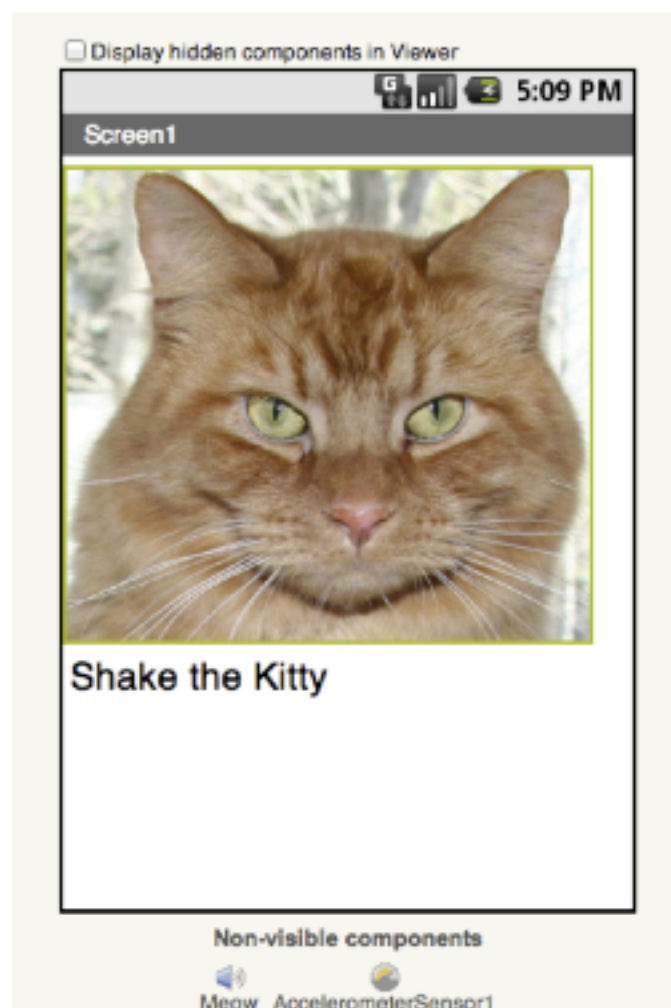 Display hidden components in Viewer
5:09 PM
Screen1
Shake the Kitty
Non-visible components
Meow AccelerometerSensor1